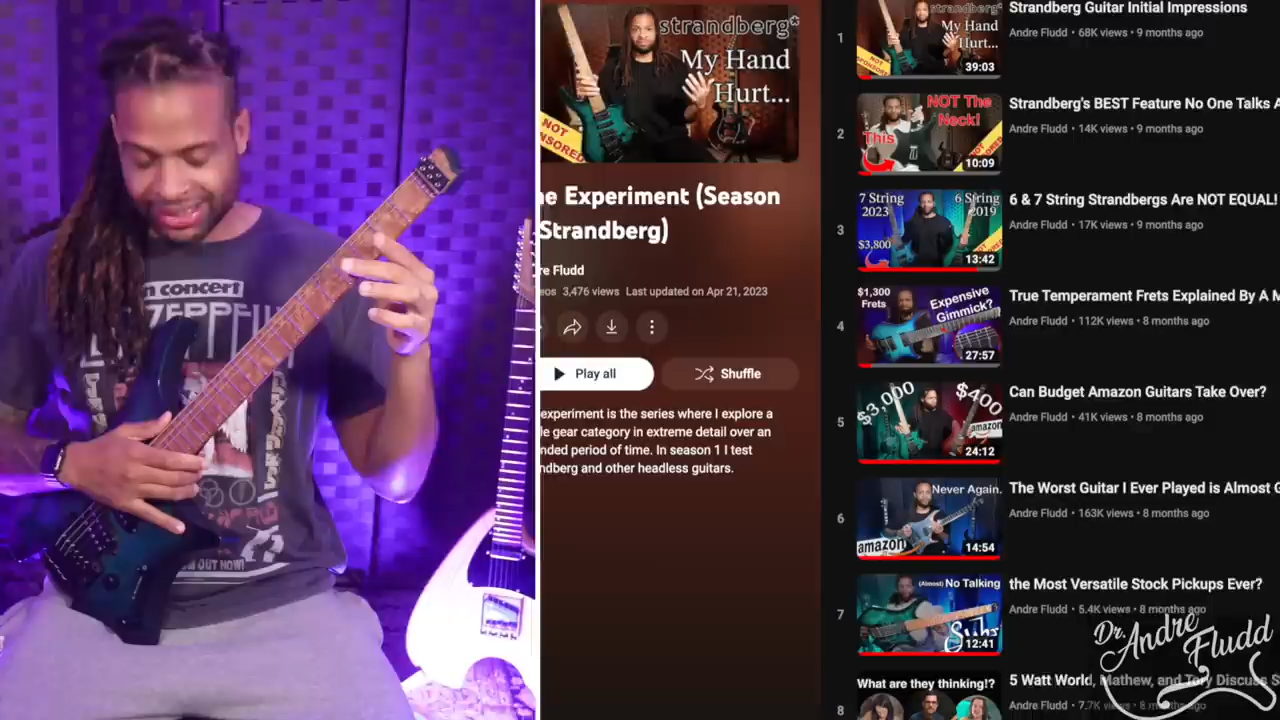 n concert
ZEPPE
OM OUT NOW!
strandberg*
My Hand
Hurt...
NOT
SPONSORED
e Experiment (Season
Strandberg)
re Fludd
eos 3,476 views Last updated on Apr 21, 2023
Play all
Shuffle
experiment is the series where I explore a
le gear category in extreme detail over an
nded period of time. In season 1 I test
ndberg and other headless guitars.
1
strandberg*
My Hand
Hurt...
NOT
SPONSORED
39:03
Strandberg Guitar Initial Impressions
Andre Fludd • 68K views • 9 months ago
2
NOT The
Neck!
This
10:09
Strandberg's BEST Feature No One Talks A
Andre Fludd • 14K views • 9 months ago
3
7 String
2023
6 String
2019
$3,800
13:42
6 & 7 String Strandbergs Are NOT EQUAL!
Andre Fludd • 17K views • 9 months ago
4
$1,300
Frets
Expensive
Gimmick?
27:57
True Temperament Frets Explained By A M
Andre Fludd • 112K views • 8 months ago
5
$3,000
$400
amazon
24:12
Can Budget Amazon Guitars Take Over?
Andre Fludd • 41K views • 8 months ago
6
Never Again.
amazon
14:54
The Worst Guitar I Ever Played is Almost G
Andre Fludd • 163K views • 8 months ago
7
(Almost) No Talking
12:41
the Most Versatile Stock Pickups Ever?
Andre Fludd • 5.4K views • 8 months ago
8
What are they thinking!?
5 Watt World, Mathew, and Tory Discuss S
Andre Fludd • 7.7K views • 8 months ago
Dr. Andre Fludd